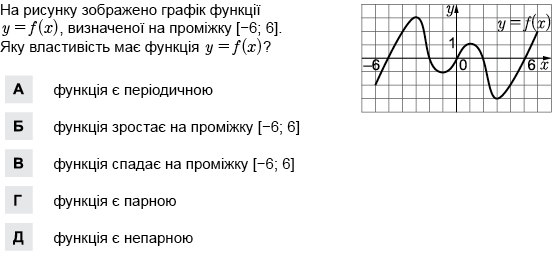 На рисунку зображено графік функції
y = f(x), визначеної на проміжку [−6; 6].
Яку властивість має функція y = f(x)?
y
y = f(x)
1
−6
0
6
x
А функція є періодичною
Б функція зростає на проміжку [−6; 6]
В функція спадає на проміжку [−6; 6]
Г функція є парною
Д функція є непарною